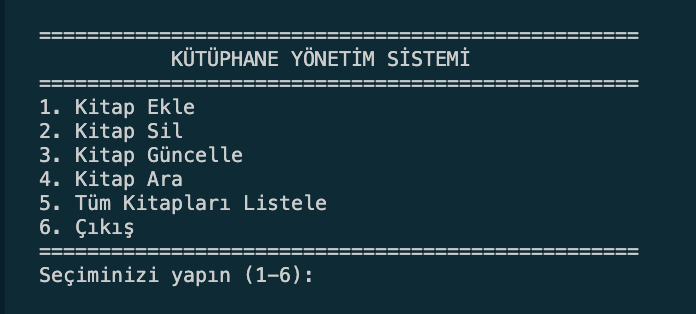 ==================================================
KÜTÜPHANE YÖNETİM SİSTEMİ
==================================================
1. Kitap Ekle
2. Kitap Sil
3. Kitap Güncelle
4. Kitap Ara
5. Tüm Kitapları Listele
6. Çıkış
==================================================
Seçiminizi yapın (1-6):